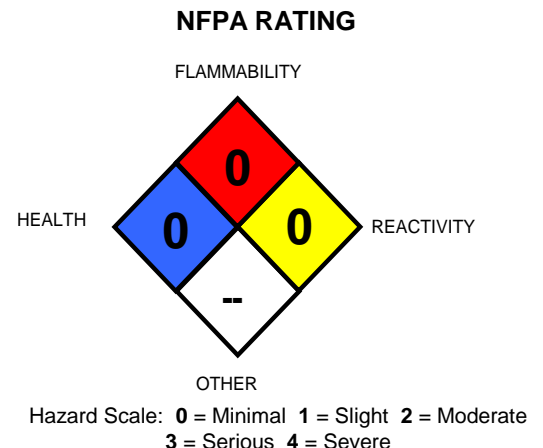 NFPA RATING
FLAMMABILITY
0
HEALTH
0
0
REACTIVITY
--
OTHER
Hazard Scale: 0 = Minimal 1 = Slight 2 = Moderate
3 = Serious 4 = Severe